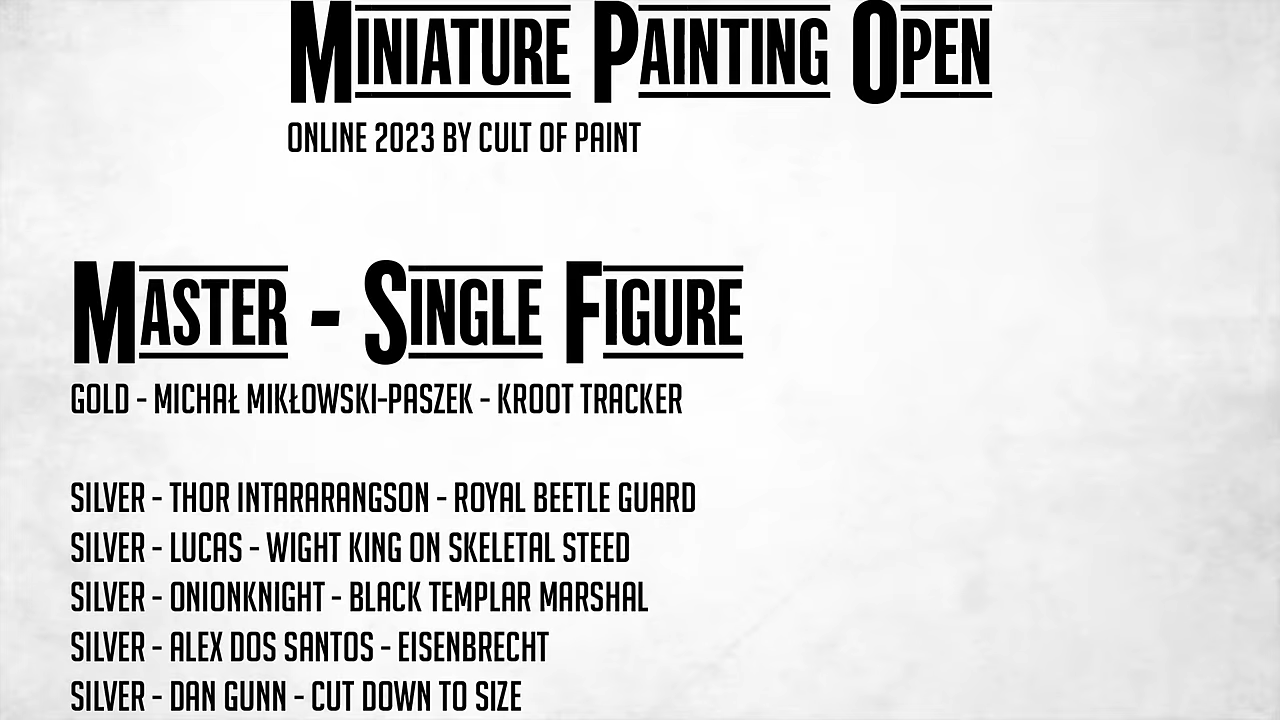 Miniature Painting Open
ONLINE 2023 BY CULT OF PAINT
Master - Single Figure
GOLD - MICHAŁ MIKŁOWSKI-PASZEK - KROOT TRACKER
SILVER - THOR INTARARANGSON - ROYAL BEETLE GUARD
SILVER - LUCAS - WIGHT KING ON SKELETAL STEED
SILVER - ONIONKNIGHT - BLACK TEMPLAR MARSHAL
SILVER - ALEX DOS SANTOS - EISENBRECHT
SILVER - DAN GUNN - CUT DOWN TO SIZE